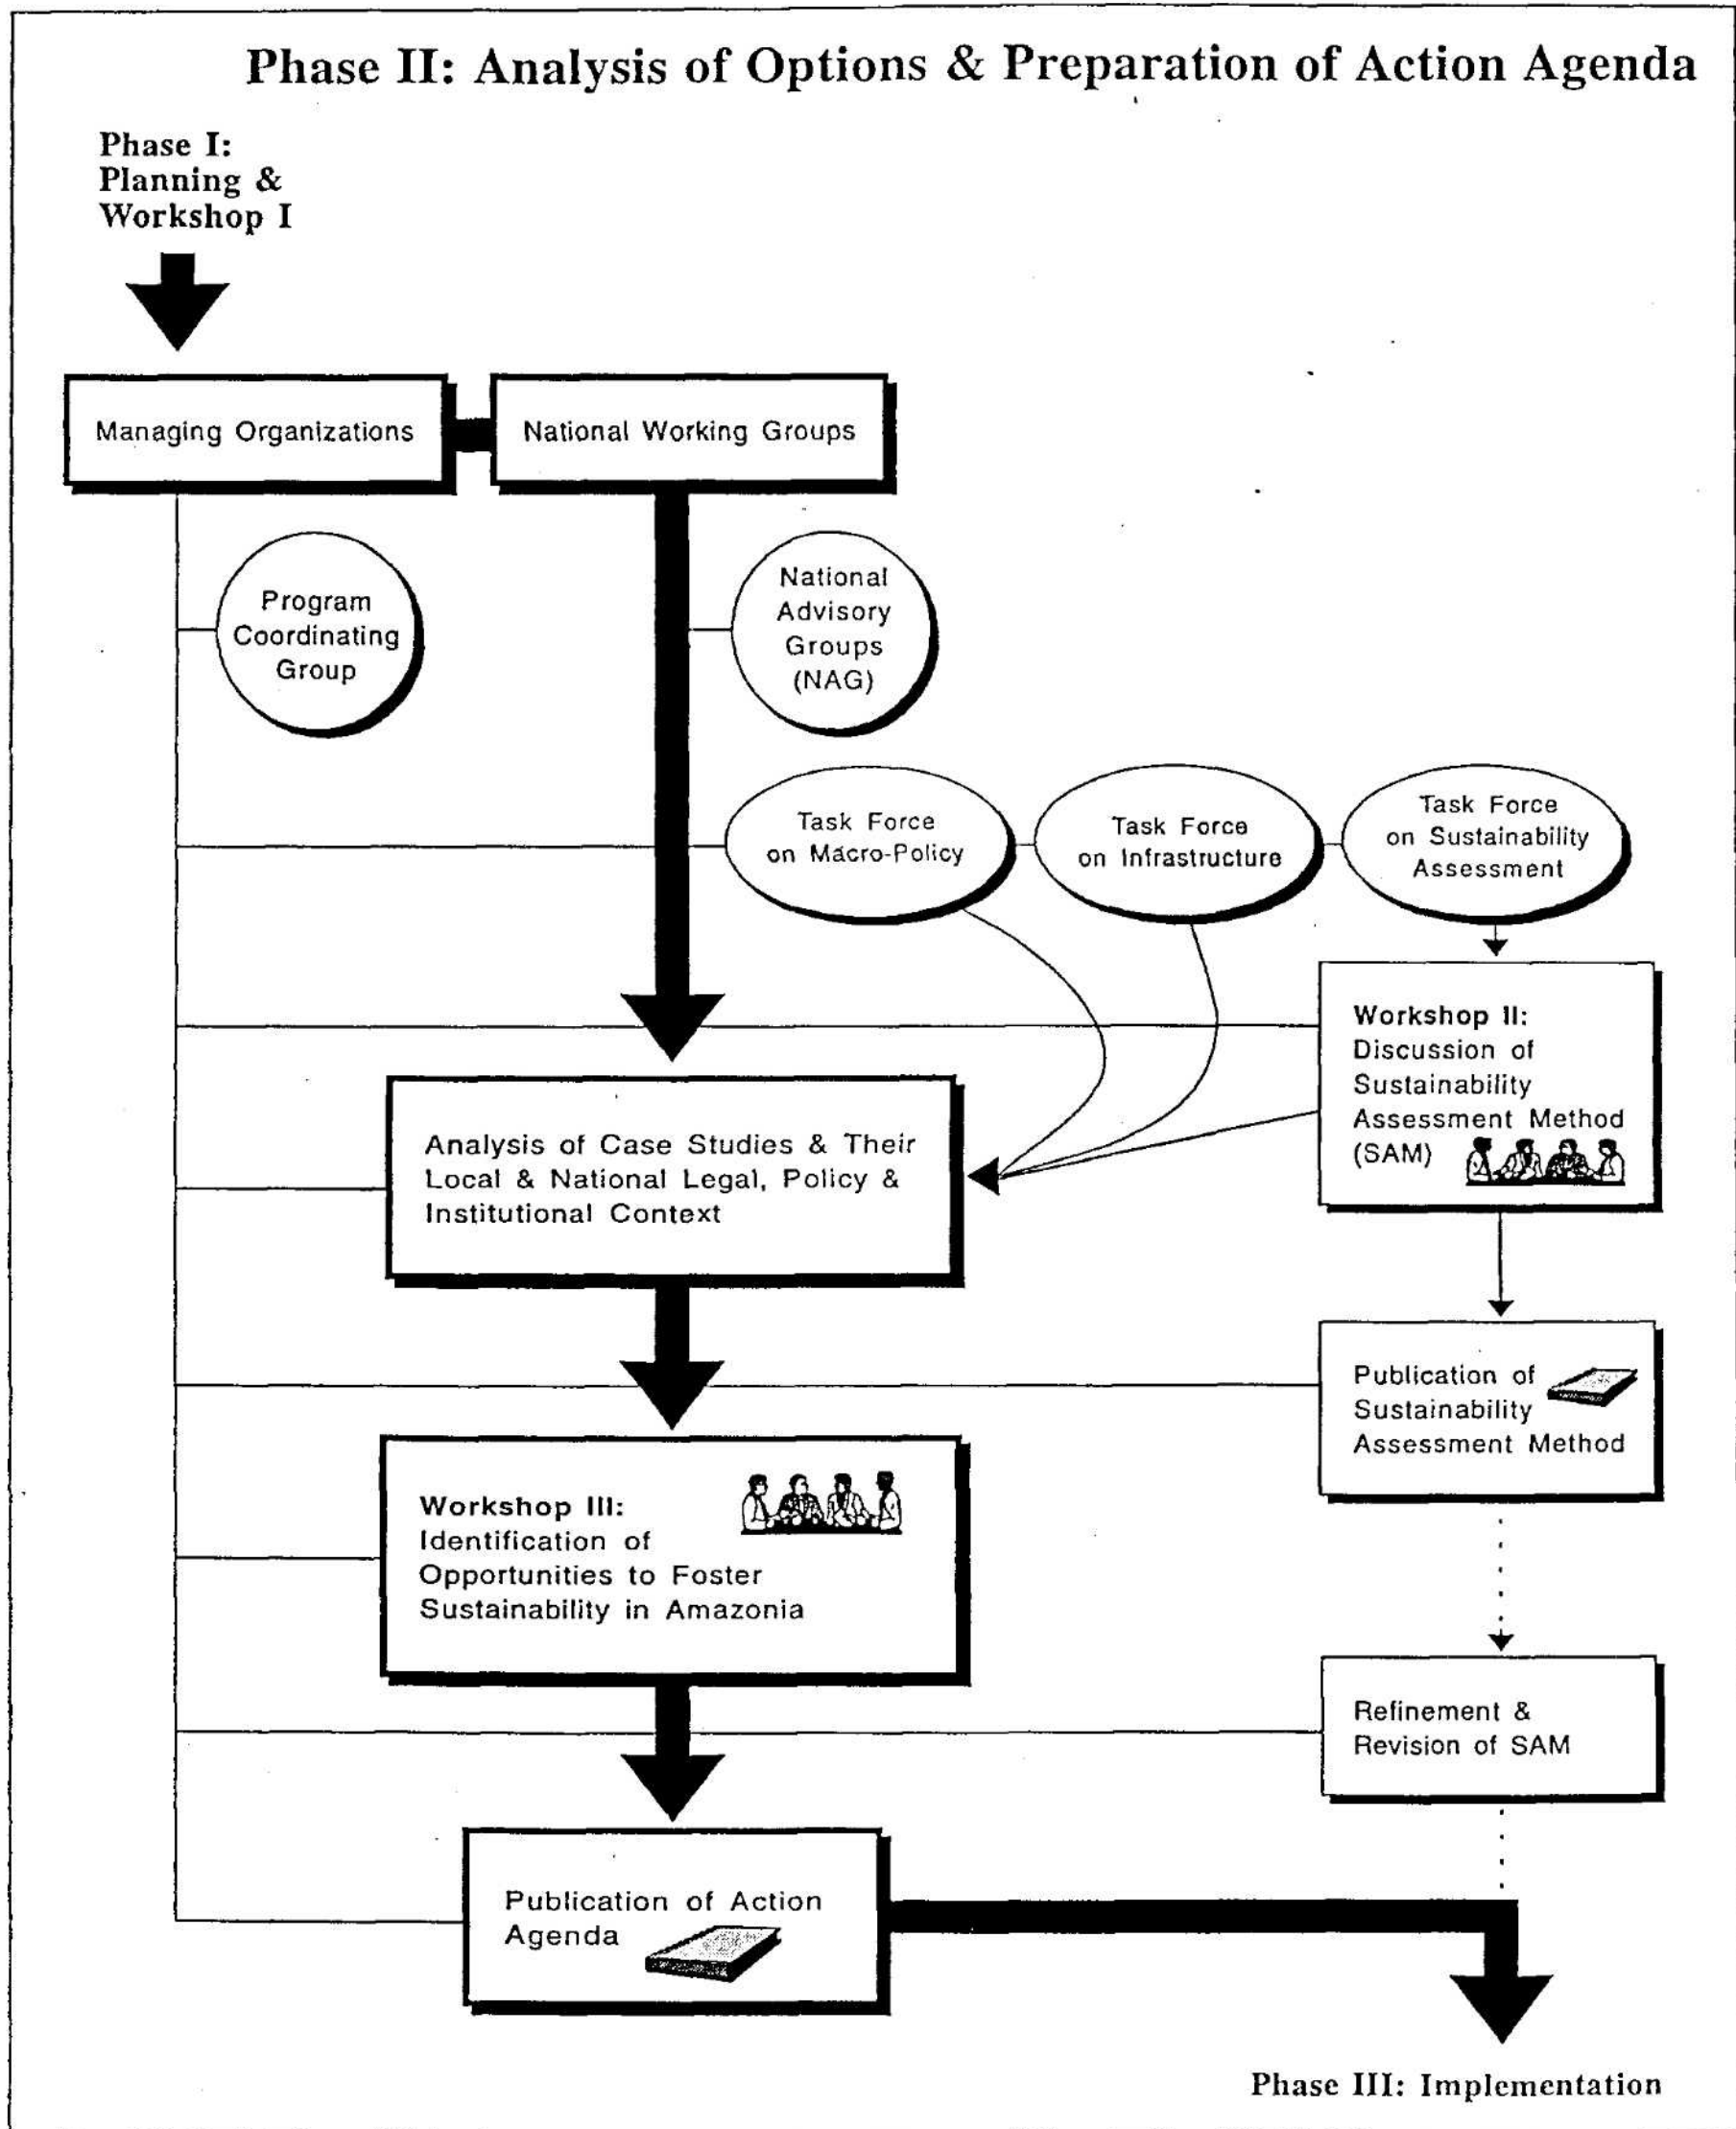 Phase II: Analysis of Options & Preparation of Action Agenda
Phase I:
Planning &
Workshop I
Managing Organizations
National Working Groups
Program
Coordinating
Group
National
Advisory
Groups
(NAG)
Task Force
on Macro-Policy
Task Force
on Infrastructure
Task Force
on Sustainability
Assessment
Workshop II:
Discussion of
Sustainability
Assessment Method
(SAM)
Analysis of Case Studies & Their
Local & National Legal, Policy &
Institutional Context
Publication of
Sustainability
Assessment Method
Workshop III:
Identification of
Opportunities to Foster
Sustainability in Amazonia
Refinement &
Revision of SAM
Publication of Action
Agenda
Phase III: Implementation